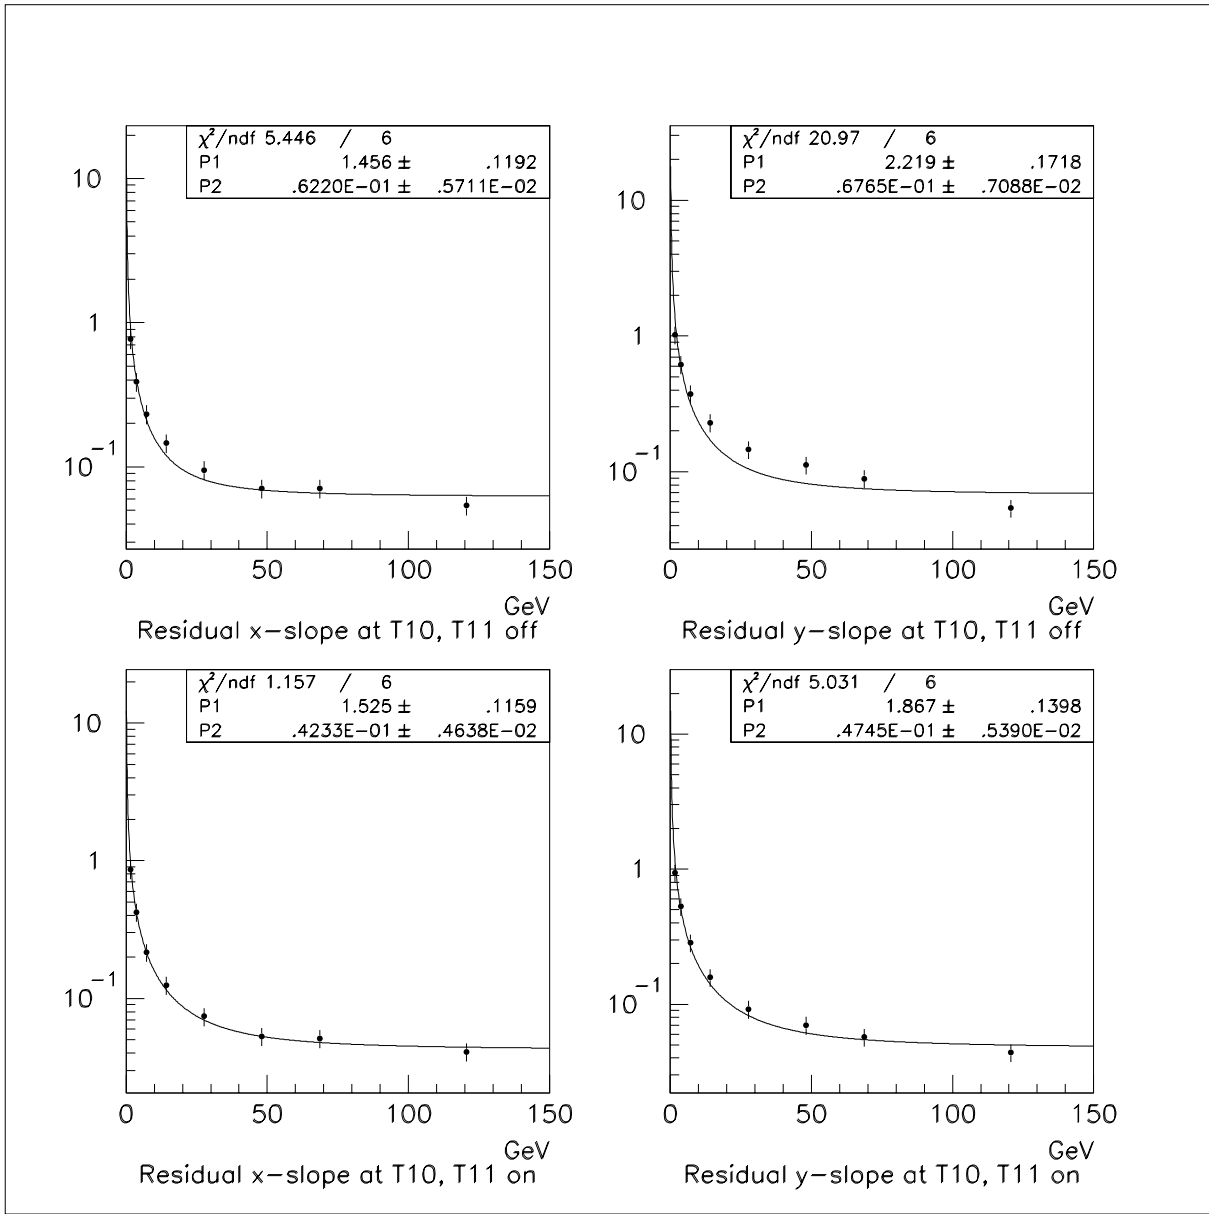 χ²/ndf 5.446 / 6
P1 1.456 ± .1192
P2 .6220E−01 ± .5711E−02
10
1
10⁻¹
0 50 100 150
GeV
Residual x−slope at T10, T11 off
χ²/ndf 20.97 / 6
P1 2.219 ± .1718
P2 .6765E−01 ± .7088E−02
10
1
10⁻¹
0 50 100 150
GeV
Residual y−slope at T10, T11 off
χ²/ndf 1.157 / 6
P1 1.525 ± .1159
P2 .4233E−01 ± .4638E−02
10
1
10⁻¹
0 50 100 150
GeV
Residual x−slope at T10, T11 on
χ²/ndf 5.031 / 6
P1 1.867 ± .1398
P2 .4745E−01 ± .5390E−02
10
1
10⁻¹
0 50 100 150
GeV
Residual y−slope at T10, T11 on